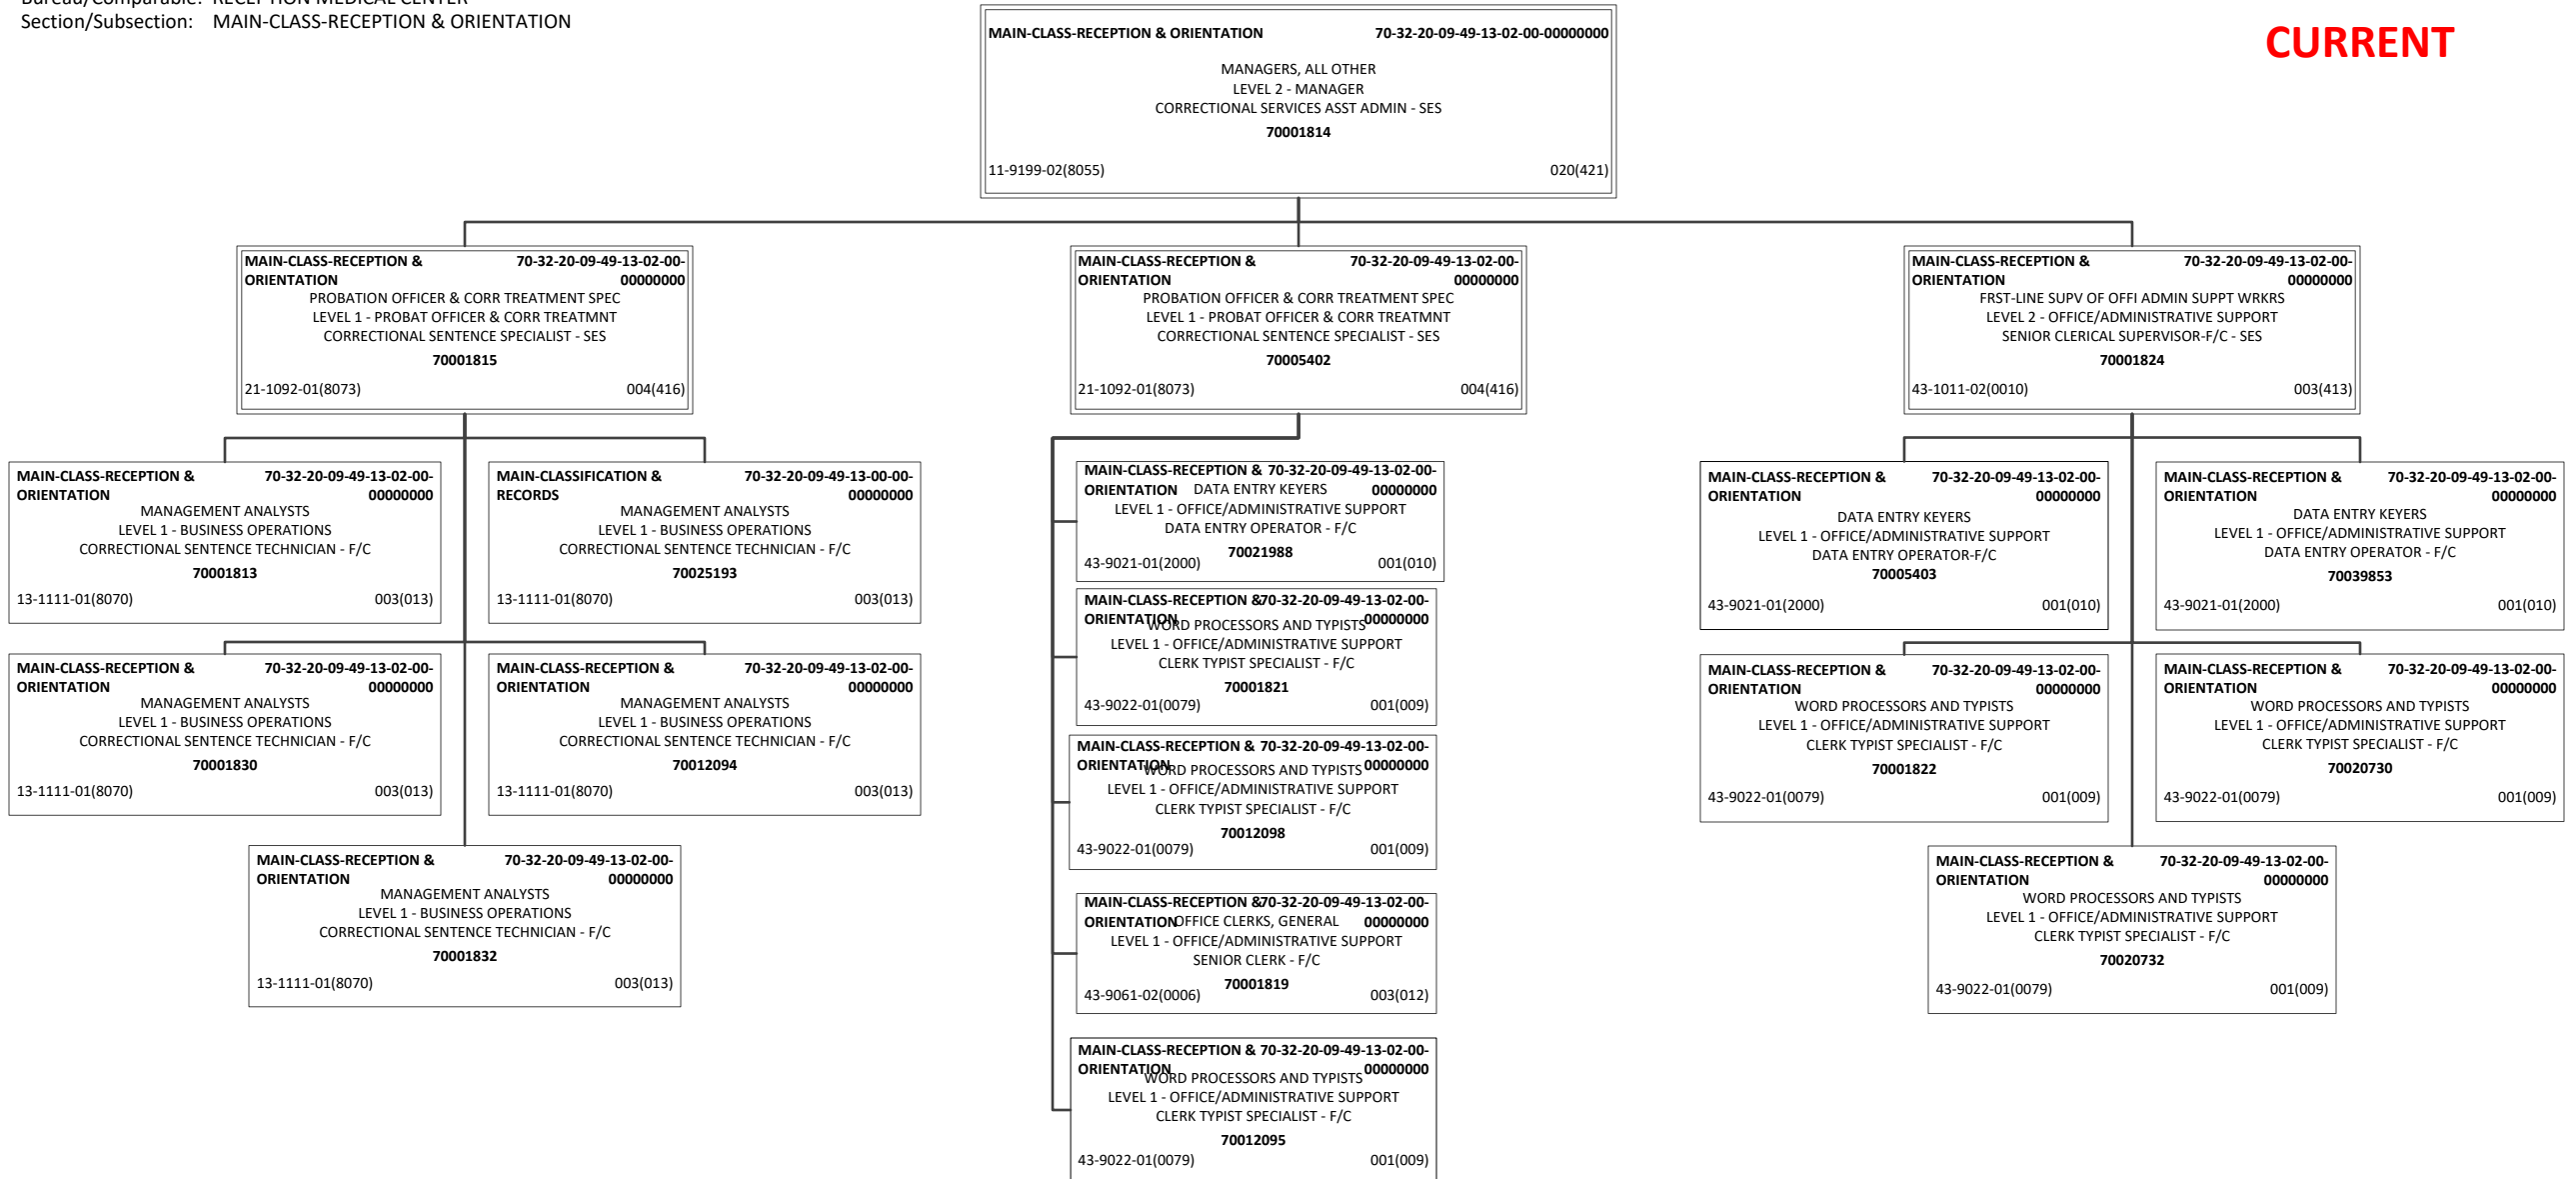 Bureau/Comparable: RECEPTION MEDICAL CENTER
Section/Subsection: MAIN-CLASS-RECEPTION & ORIENTATION
CURRENT
MAIN-CLASS-RECEPTION & ORIENTATION 70-32-20-09-49-13-02-00-00000000
MANAGERS, ALL OTHER
LEVEL 2 - MANAGER
CORRECTIONAL SERVICES ASST ADMIN - SES
70001814
11-9199-02(8055) 020(421)
MAIN-CLASS-RECEPTION & 70-32-20-09-49-13-02-00-
ORIENTATION 00000000
PROBATION OFFICER & CORR TREATMENT SPEC
LEVEL 1 - PROBAT OFFICER & CORR TREATMNT
CORRECTIONAL SENTENCE SPECIALIST - SES
70001815
21-1092-01(8073) 004(416)
MAIN-CLASS-RECEPTION & 70-32-20-09-49-13-02-00-
ORIENTATION 00000000
PROBATION OFFICER & CORR TREATMENT SPEC
LEVEL 1 - PROBAT OFFICER & CORR TREATMNT
CORRECTIONAL SENTENCE SPECIALIST - SES
70005402
21-1092-01(8073) 004(416)
MAIN-CLASS-RECEPTION & 70-32-20-09-49-13-02-00-
ORIENTATION 00000000
FRST-LINE SUPV OF OFFI ADMIN SUPPT WRKRS
LEVEL 2 - OFFICE/ADMINISTRATIVE SUPPORT
SENIOR CLERICAL SUPERVISOR-F/C - SES
70001824
43-1011-02(0010) 003(413)
MAIN-CLASS-RECEPTION & 70-32-20-09-49-13-02-00-
ORIENTATION 00000000
MANAGEMENT ANALYSTS
LEVEL 1 - BUSINESS OPERATIONS
CORRECTIONAL SENTENCE TECHNICIAN - F/C
70001813
13-1111-01(8070) 003(013)
MAIN-CLASSIFICATION & 70-32-20-09-49-13-00-00-
RECORDS 00000000
MANAGEMENT ANALYSTS
LEVEL 1 - BUSINESS OPERATIONS
CORRECTIONAL SENTENCE TECHNICIAN - F/C
70025193
13-1111-01(8070) 003(013)
MAIN-CLASS-RECEPTION & 70-32-20-09-49-13-02-00-
ORIENTATION 00000000
MANAGEMENT ANALYSTS
LEVEL 1 - BUSINESS OPERATIONS
CORRECTIONAL SENTENCE TECHNICIAN - F/C
70001830
13-1111-01(8070) 003(013)
MAIN-CLASS-RECEPTION & 70-32-20-09-49-13-02-00-
ORIENTATION 00000000
MANAGEMENT ANALYSTS
LEVEL 1 - BUSINESS OPERATIONS
CORRECTIONAL SENTENCE TECHNICIAN - F/C
70012094
13-1111-01(8070) 003(013)
MAIN-CLASS-RECEPTION & 70-32-20-09-49-13-02-00-
ORIENTATION 00000000
MANAGEMENT ANALYSTS
LEVEL 1 - BUSINESS OPERATIONS
CORRECTIONAL SENTENCE TECHNICIAN - F/C
70001832
13-1111-01(8070) 003(013)
MAIN-CLASS-RECEPTION & 70-32-20-09-49-13-02-00-
ORIENTATION DATA ENTRY KEYERS 00000000
LEVEL 1 - OFFICE/ADMINISTRATIVE SUPPORT
DATA ENTRY OPERATOR - F/C
70021988
43-9021-01(2000) 001(010)
MAIN-CLASS-RECEPTION &70-32-20-09-49-13-02-00-
ORIENTATION 00000000
WORD PROCESSORS AND TYPISTS
LEVEL 1 - OFFICE/ADMINISTRATIVE SUPPORT
CLERK TYPIST SPECIALIST - F/C
70001821
43-9022-01(0079) 001(009)
MAIN-CLASS-RECEPTION & 70-32-20-09-49-13-02-00-
ORIENTATION 00000000
WORD PROCESSORS AND TYPISTS
LEVEL 1 - OFFICE/ADMINISTRATIVE SUPPORT
CLERK TYPIST SPECIALIST - F/C
70012098
43-9022-01(0079) 001(009)
MAIN-CLASS-RECEPTION &70-32-20-09-49-13-02-00-
ORIENTATION OFFICE CLERKS, GENERAL 00000000
LEVEL 1 - OFFICE/ADMINISTRATIVE SUPPORT
SENIOR CLERK - F/C
70001819
43-9061-02(0006) 003(012)
MAIN-CLASS-RECEPTION & 70-32-20-09-49-13-02-00-
ORIENTATION 00000000
WORD PROCESSORS AND TYPISTS
LEVEL 1 - OFFICE/ADMINISTRATIVE SUPPORT
CLERK TYPIST SPECIALIST - F/C
70012095
43-9022-01(0079) 001(009)
MAIN-CLASS-RECEPTION & 70-32-20-09-49-13-02-00-
ORIENTATION 00000000
DATA ENTRY KEYERS
LEVEL 1 - OFFICE/ADMINISTRATIVE SUPPORT
DATA ENTRY OPERATOR-F/C
70005403
43-9021-01(2000) 001(010)
MAIN-CLASS-RECEPTION & 70-32-20-09-49-13-02-00-
ORIENTATION 00000000
DATA ENTRY KEYERS
LEVEL 1 - OFFICE/ADMINISTRATIVE SUPPORT
DATA ENTRY OPERATOR - F/C
70039853
43-9021-01(2000) 001(010)
MAIN-CLASS-RECEPTION & 70-32-20-09-49-13-02-00-
ORIENTATION 00000000
WORD PROCESSORS AND TYPISTS
LEVEL 1 - OFFICE/ADMINISTRATIVE SUPPORT
CLERK TYPIST SPECIALIST - F/C
70001822
43-9022-01(0079) 001(009)
MAIN-CLASS-RECEPTION & 70-32-20-09-49-13-02-00-
ORIENTATION 00000000
WORD PROCESSORS AND TYPISTS
LEVEL 1 - OFFICE/ADMINISTRATIVE SUPPORT
CLERK TYPIST SPECIALIST - F/C
70020730
43-9022-01(0079) 001(009)
MAIN-CLASS-RECEPTION & 70-32-20-09-49-13-02-00-
ORIENTATION 00000000
WORD PROCESSORS AND TYPISTS
LEVEL 1 - OFFICE/ADMINISTRATIVE SUPPORT
CLERK TYPIST SPECIALIST - F/C
70020732
43-9022-01(0079) 001(009)